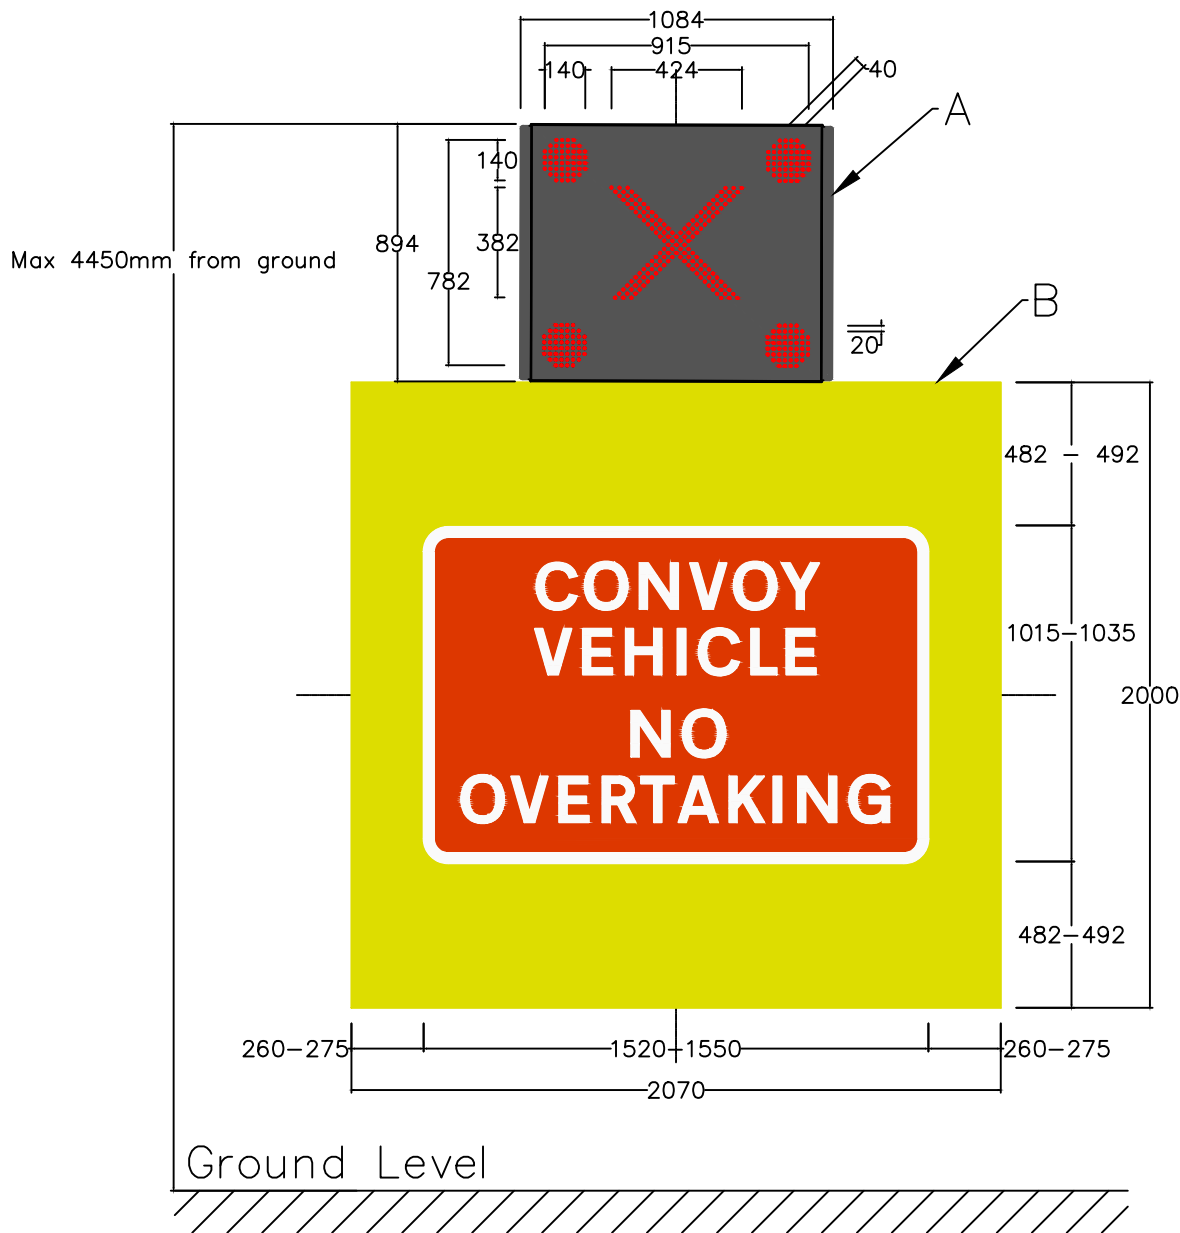 1084
915
140
424
40
A
140
894
382
Max 4450mm from ground
782
B
20
482 - 492
CONVOY
VEHICLE
NO
OVERTAKING
1015-1035
2000
482-492
260-275
1520-1550
260-275
2070
Ground Level